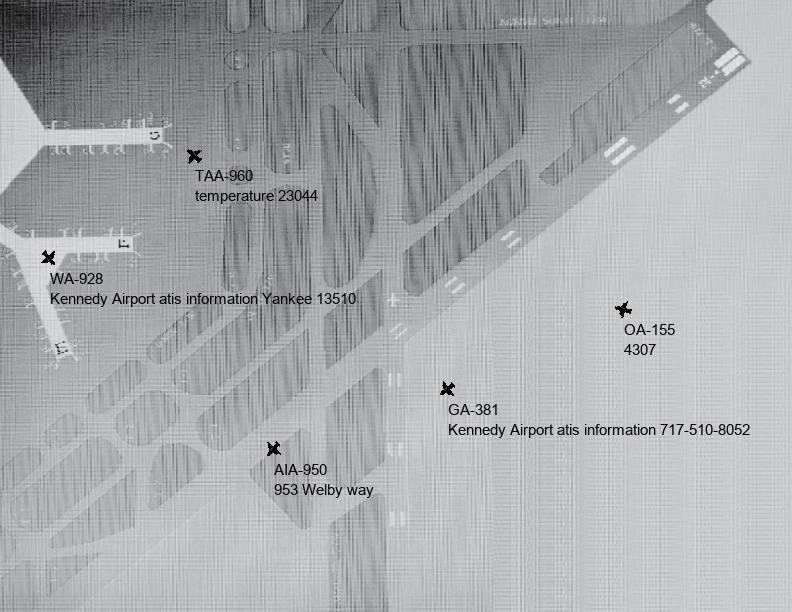 TAA-960
temperature 23044
WA-928
Kennedy Airport atis information Yankee 13510
OA-155
4307
GA-381
Kennedy Airport atis information 717-510-8052
AIA-950
953 Welby way